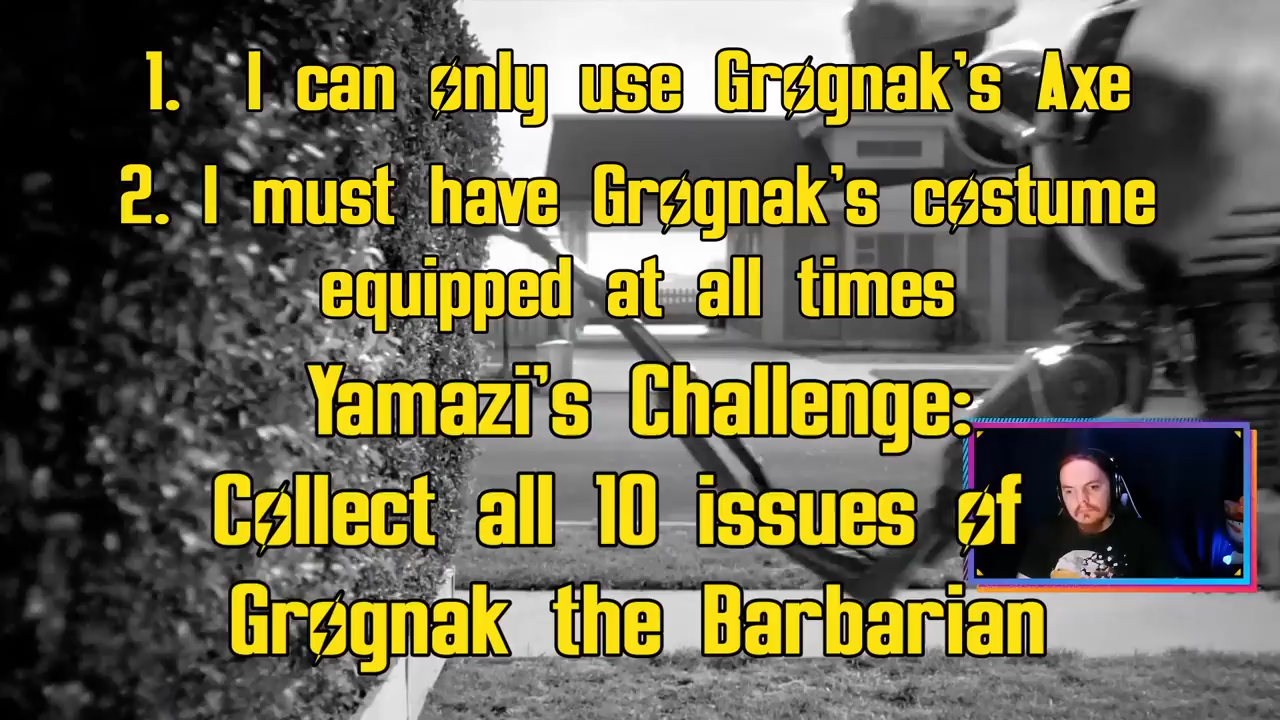 1. I can only use Grognak's Axe
2. I must have Grognak's costume
equipped at all times
Yamazi's Challenge:
Collect all 10 issues of
Grognak the Barbarian